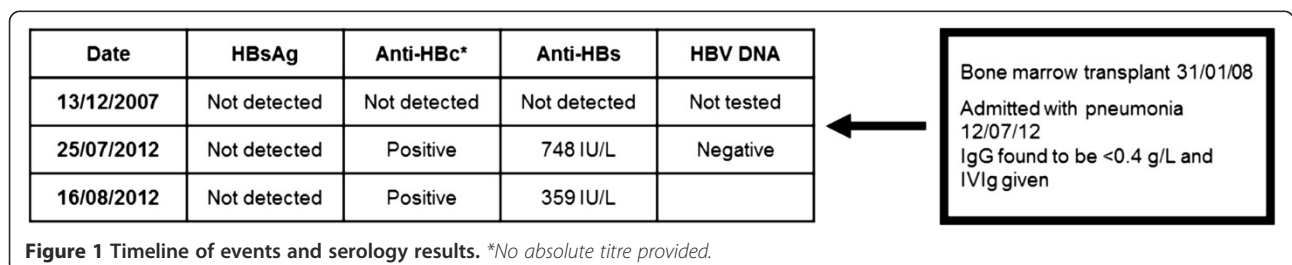 Date HBsAg Anti-HBc* Anti-HBs HBV DNA
13/12/2007 Not detected Not detected Not detected Not tested
25/07/2012 Not detected Positive 748 IU/L Negative
16/08/2012 Not detected Positive 359 IU/L
Bone marrow transplant 31/01/08
Admitted with pneumonia
12/07/12
IgG found to be <0.4 g/L and
IVIg given
Figure 1 Timeline of events and serology results. *No absolute titre provided.